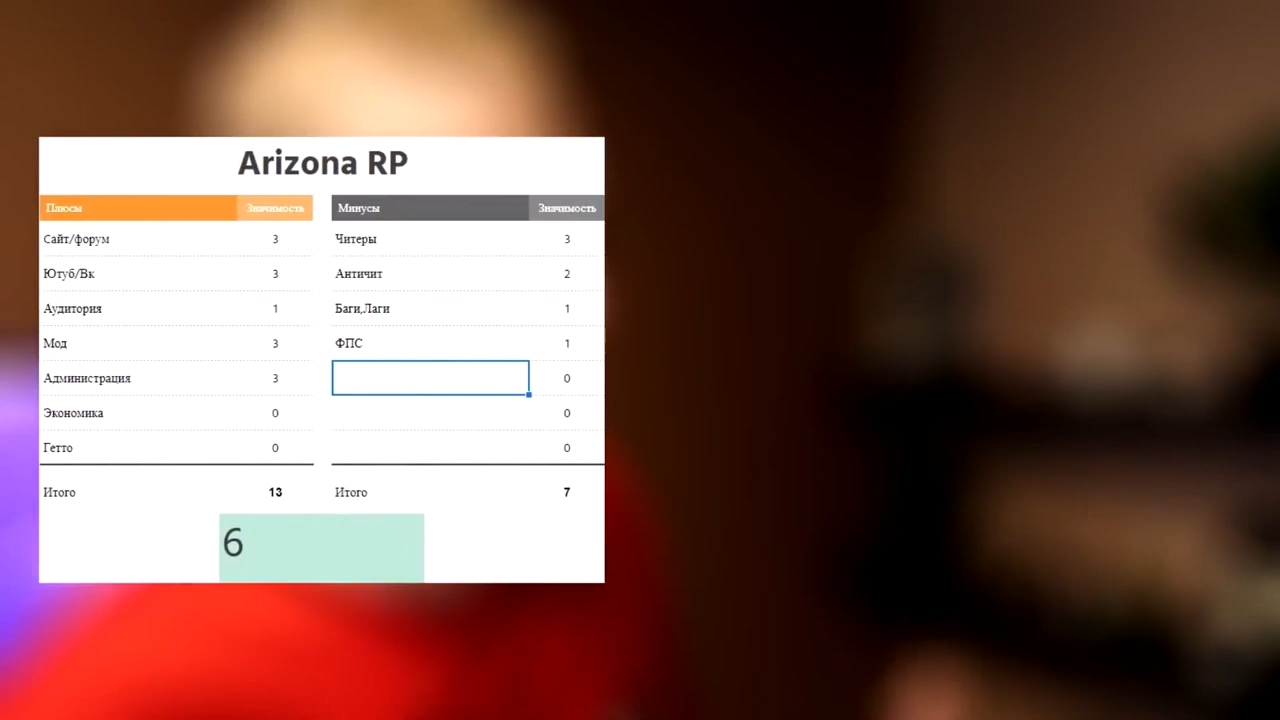 Arizona RP
Плюсы Значимость Минусы Значимость
Сайт/форум 3 Читеры 3
Ютуб/Вк 3 Античит 2
Аудитория 1 Баги,Лаги 1
Мод 3 ФПС 1
Администрация 3 0
Экономика 0 0
Гетто 0 0
Итого 13 Итого 7
6